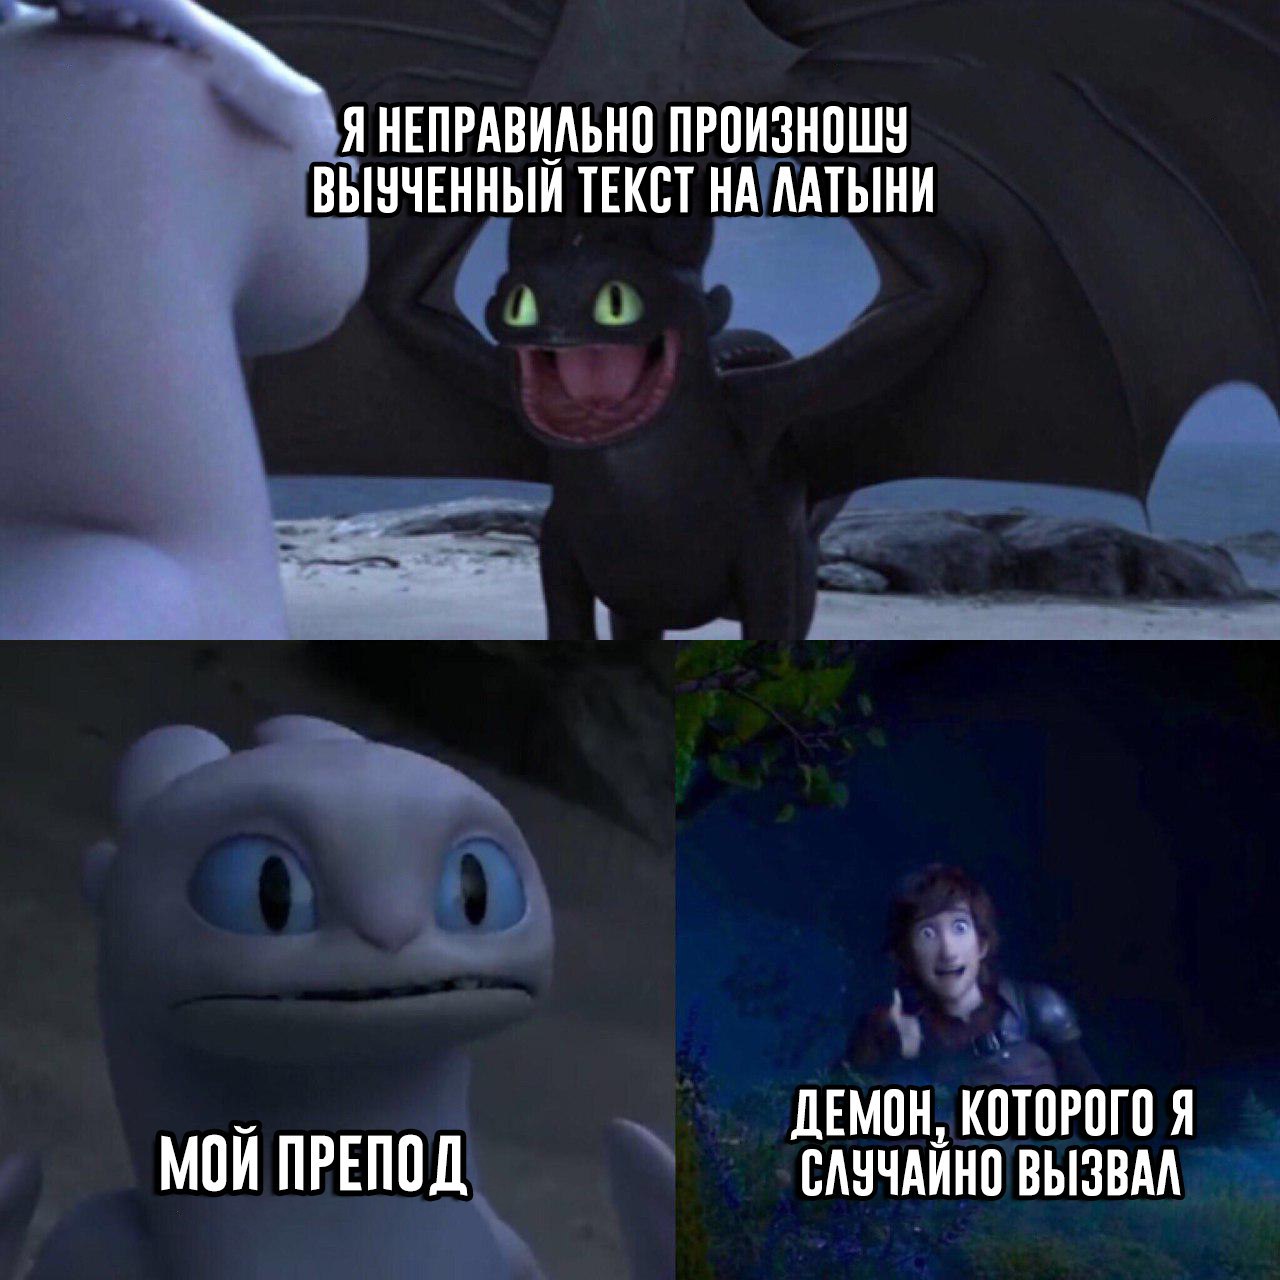 Я НЕПРАВИЛЬНО ПРОИЗНОШУ
ВЫУЧЕННЫЙ ТЕКСТ НА ЛАТЫНИ
МОЙ ПРЕПОД
ДЕМОН, КОТОРОГО Я
СЛУЧАЙНО ВЫЗВАЛ